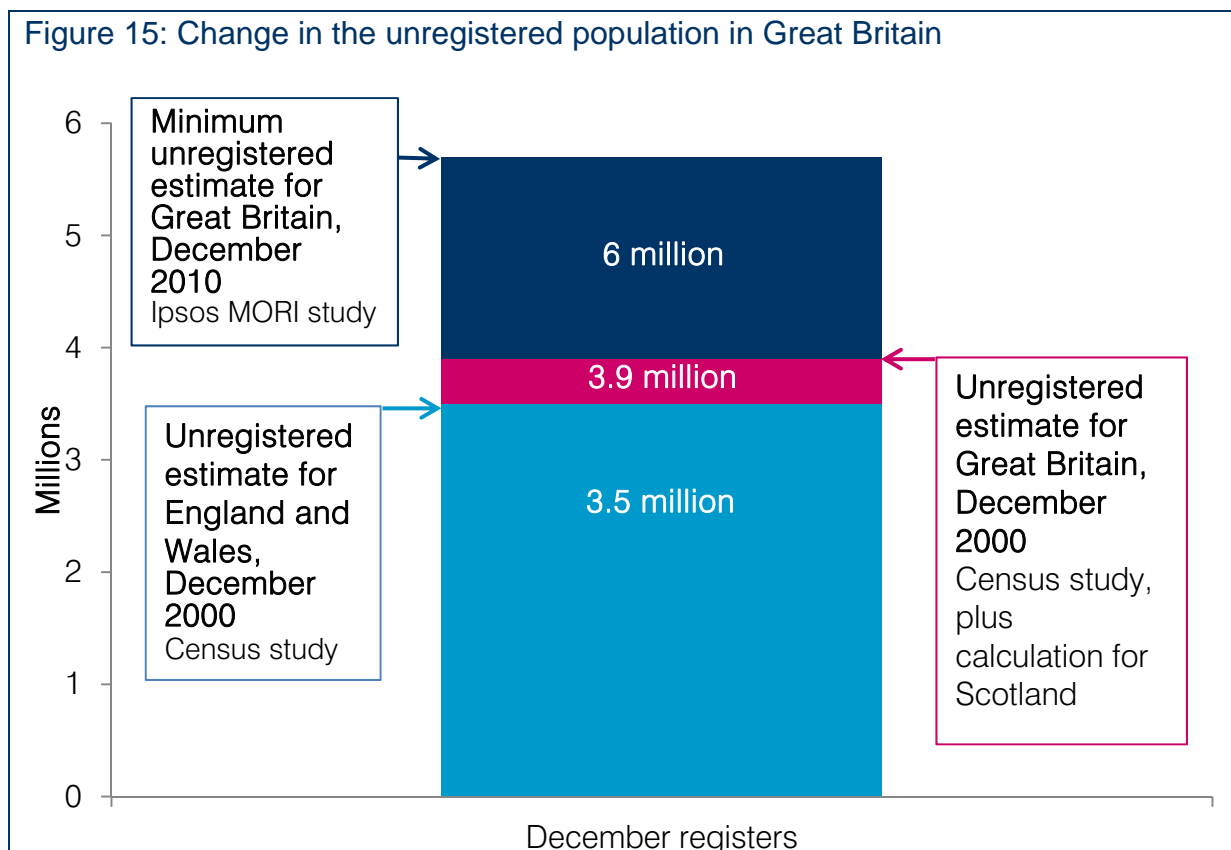 Figure 15: Change in the unregistered population in Great Britain
6
5
4
3
2
1
0
Millions
Minimum
unregistered
estimate for
Great Britain,
December
2010
Ipsos MORI study
Unregistered
estimate for
England and
Wales,
December
2000
Census study
6 million
3.9 million
3.5 million
Unregistered
estimate for
Great Britain,
December
2000
Census study,
plus
calculation for
Scotland
December registers